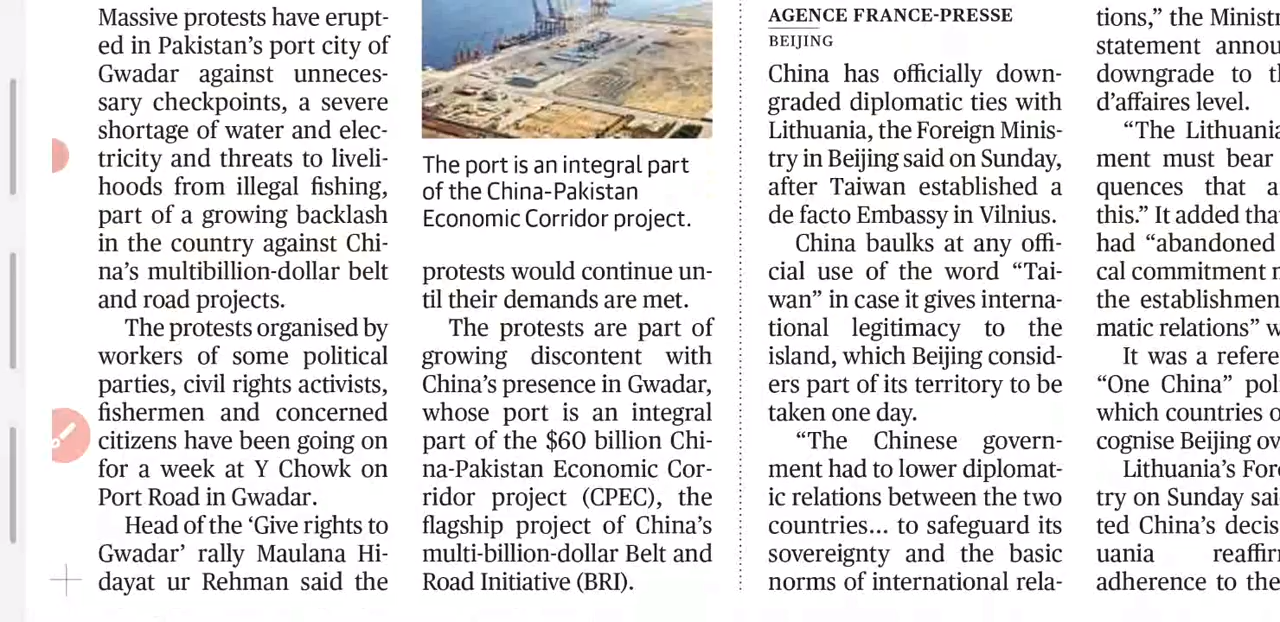 Massive protests have erupt-
ed in Pakistan's port city of
Gwadar against unneces-
sary checkpoints, a severe
shortage of water and elec-
tricity and threats to liveli-
hoods from illegal fishing,
part of a growing backlash
in the country against Chi-
na's multibillion-dollar belt
and road projects.
The protests organised by
workers of some political
parties, civil rights activists,
fishermen and concerned
citizens have been going on
for a week at Y Chowk on
Port Road in Gwadar.
Head of the ‘Give rights to
Gwadar’ rally Maulana Hi-
dayat ur Rehman said the
The port is an integral part
of the China-Pakistan
Economic Corridor project.
protests would continue un-
til their demands are met.
The protests are part of
growing discontent with
China's presence in Gwadar,
whose port is an integral
part of the $60 billion Chi-
na-Pakistan Economic Cor-
ridor project (CPEC), the
flagship project of China's
multi-billion-dollar Belt and
Road Initiative (BRI).
AGENCE FRANCE-PRESSE
BEIJING
China has officially down-
graded diplomatic ties with
Lithuania, the Foreign Minis-
try in Beijing said on Sunday,
after Taiwan established a
de facto Embassy in Vilnius.
China baulks at any offi-
cial use of the word “Tai-
wan” in case it gives interna-
tional legitimacy to the
island, which Beijing consid-
ers part of its territory to be
taken one day.
“The Chinese govern-
ment had to lower diplomat-
ic relations between the two
countries... to safeguard its
sovereignty and the basic
norms of international rela-
tions,” the Ministr
statement annou
downgrade to t
d'affaires level.
“The Lithuania
ment must bear
quences that a
this.” It added tha
had “abandoned
cal commitment
the establishmen
matic relations” w
It was a refere
“One China” poli
which countries o
cognise Beijing ov
Lithuania's Fore
try on Sunday sai
ted China's decis
uania reaffir
adherence to the